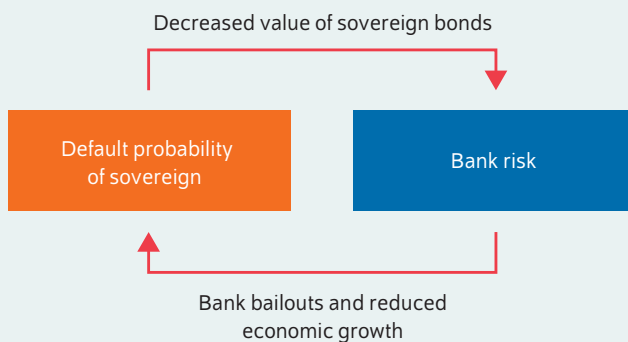 Decreased value of sovereign bonds
Default probability
of sovereign
Bank risk
Bank bailouts and reduced
economic growth